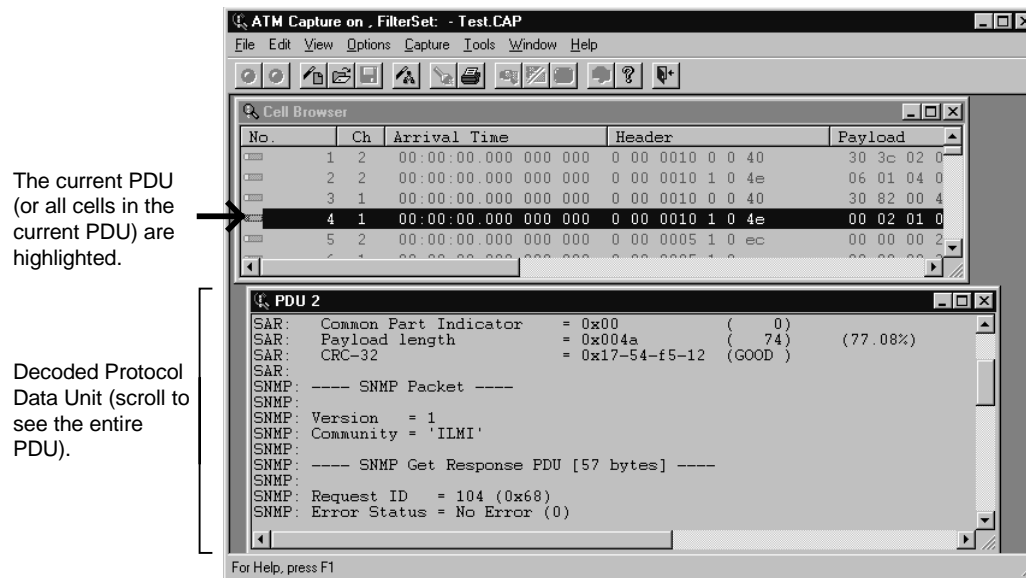 ATM Capture on , FilterSet:  - Test.CAP
File Edit View Options Capture Tools Window Help
Cell Browser
No. Ch Arrival Time Header Payload
1 2 00:00:00.000 000 000 0 00 0010 0 0 40 30 3c 02 0
2 2 00:00:00.000 000 000 0 00 0010 1 0 4e 06 01 04 0
3 1 00:00:00.000 000 000 0 00 0010 0 0 40 30 82 00 4
4 1 00:00:00.000 000 000 0 00 0010 1 0 4e 00 02 01 0
5 2 00:00:00.000 000 000 0 00 0005 1 0 ec 00 00 00 2
The current PDU
(or all cells in the
current PDU) are
highlighted.
PDU 2
SAR: Common Part Indicator = 0x00 ( 0)
SAR: Payload length = 0x004a ( 74) (77.08%)
SAR: CRC-32 = 0x17-54-f5-12 (GOOD )
SAR:
SNMP: ---- SNMP Packet ----
SNMP:
SNMP: Version = 1
SNMP: Community = 'ILMI'
SNMP:
SNMP: ---- SNMP Get Response PDU [57 bytes] ----
SNMP:
SNMP: Request ID = 104 (0x68)
SNMP: Error Status = No Error (0)
Decoded Protocol
Data Unit (scroll to
see the entire
PDU).
For Help, press F1